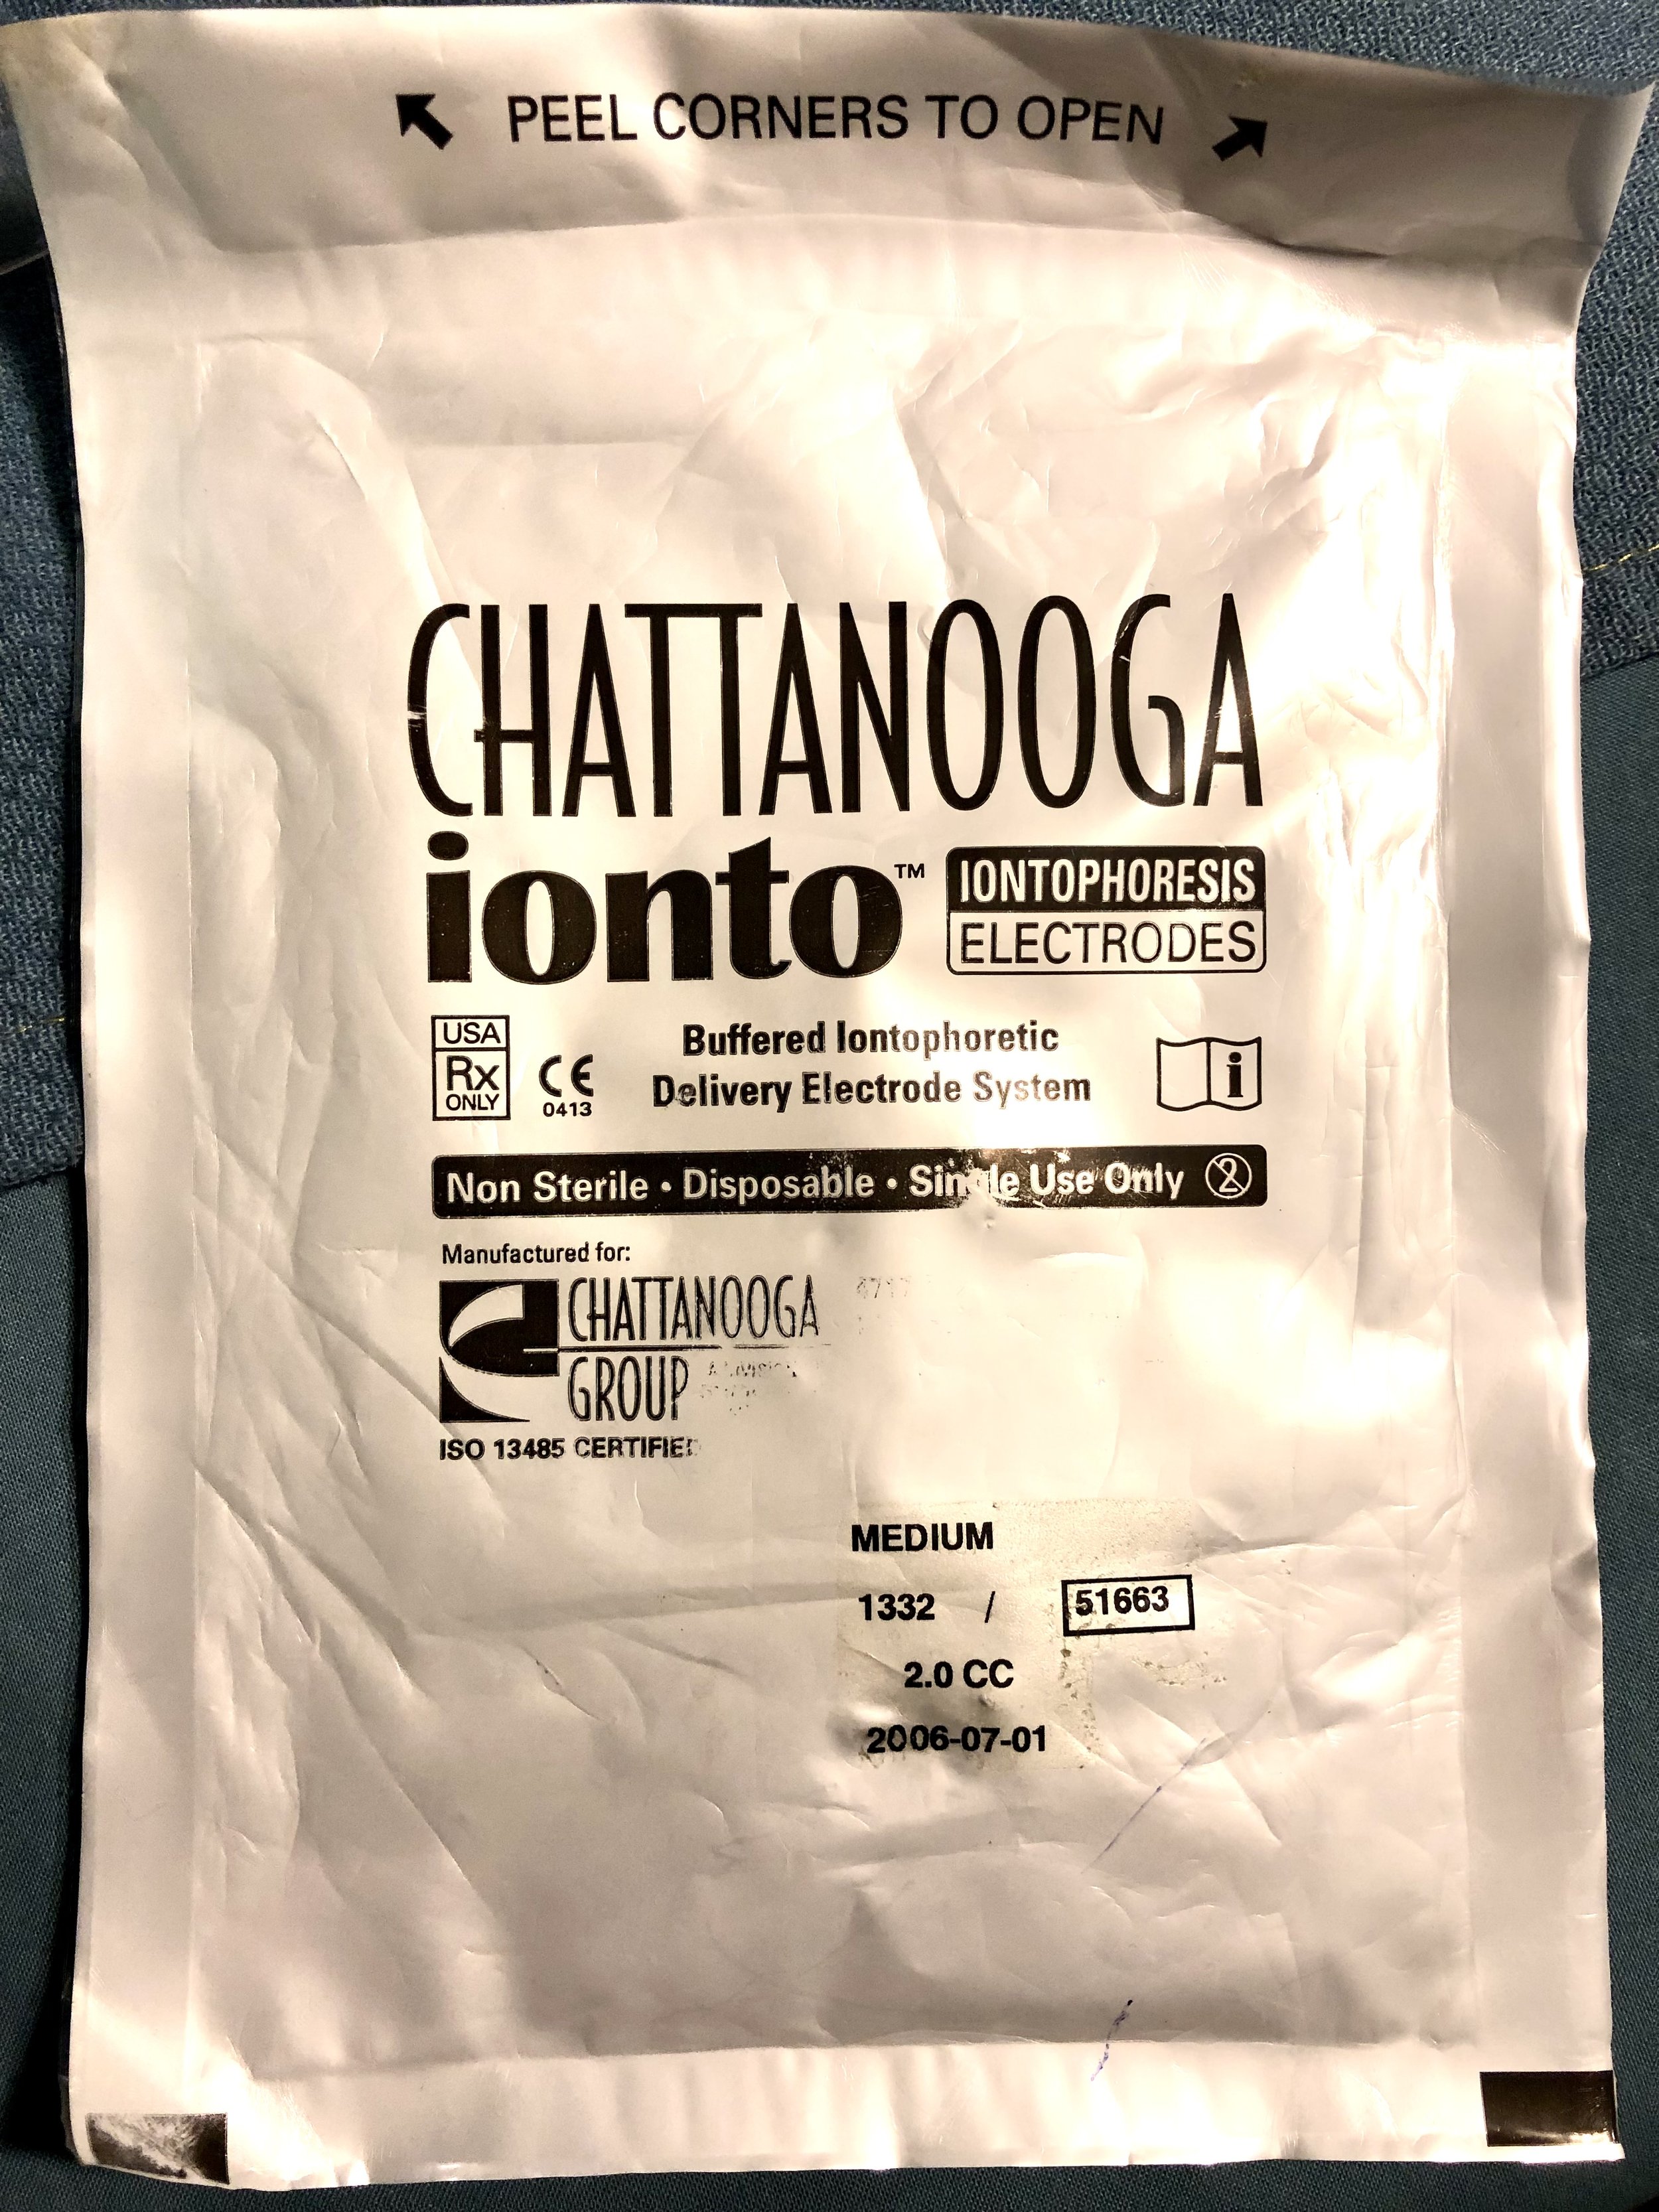 PEEL CORNERS TO OPEN
CHATTANOOGA
ionto™
IONTOPHORESIS
ELECTRODES
USA
Rx
ONLY
CE
0413
Buffered Iontophoretic
Delivery Electrode System
i
Non Sterile • Disposable • Single Use Only 2
Manufactured for:
CHATTANOOGA
GROUP
ISO 13485 CERTIFIED
MEDIUM
1332 / 51663
2.0 CC
2006-07-01